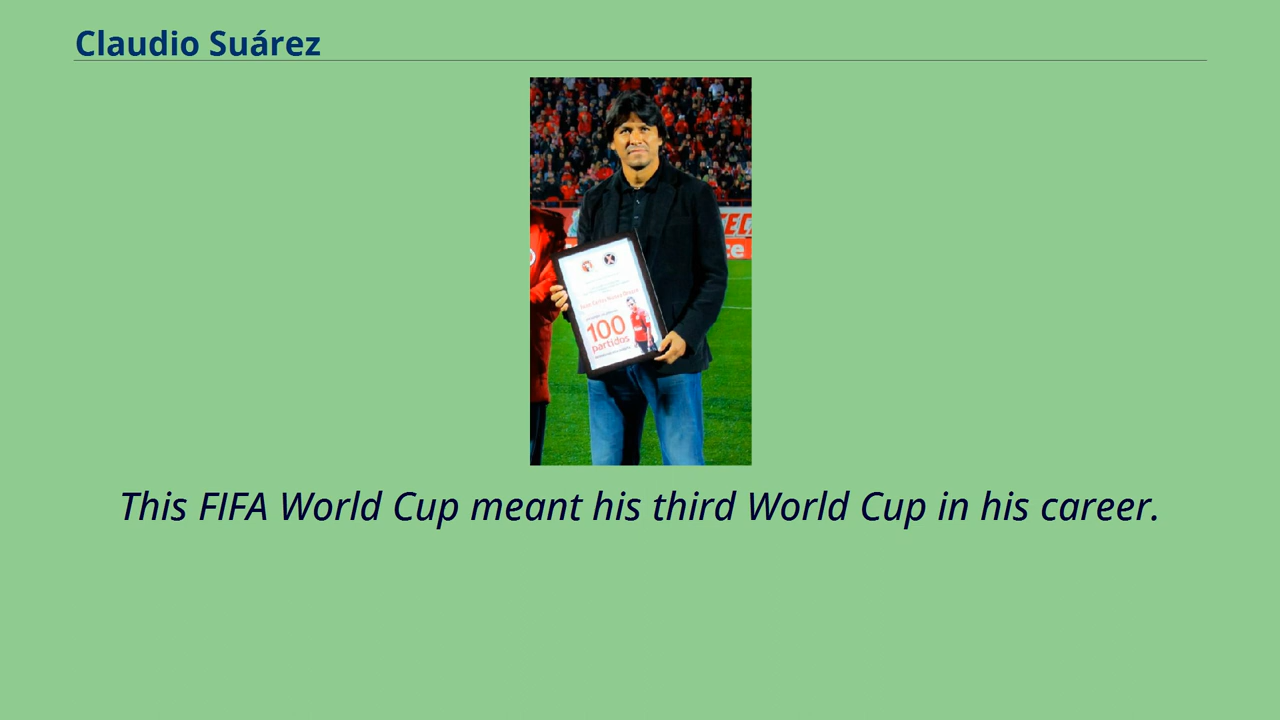 Claudio Suárez
100
partidos
This FIFA World Cup meant his third World Cup in his career.